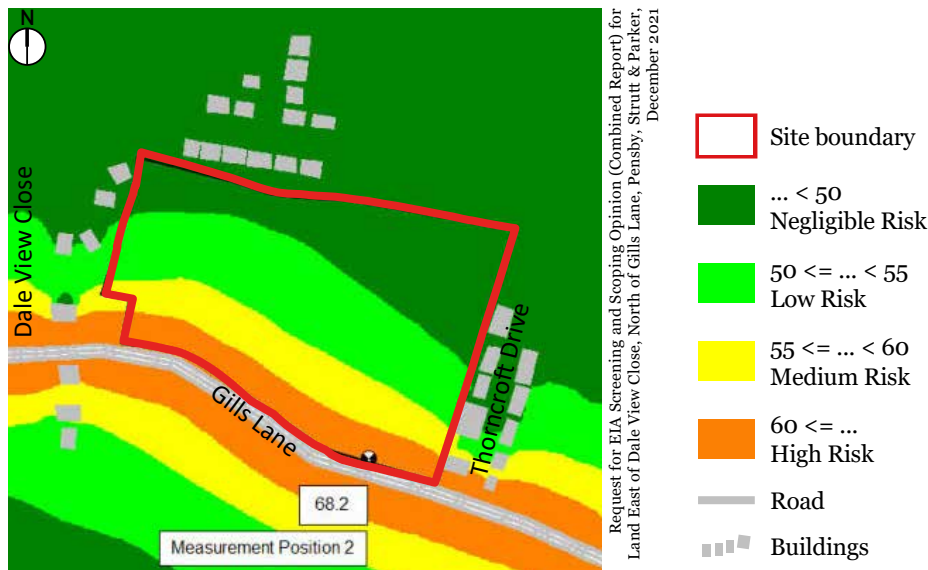 N
Dale View Close
Gills Lane
Thorncroft Drive
68.2
Measurement Position 2
Request for EIA Screening and Scoping Opinion (Combined Report) for
Land East of Dale View Close, North of Gills Lane, Pensby, Strutt & Parker,
December 2021
Site boundary
... < 50
Negligible Risk
50 <= ... < 55
Low Risk
55 <= ... < 60
Medium Risk
60 <= ...
High Risk
Road
Buildings